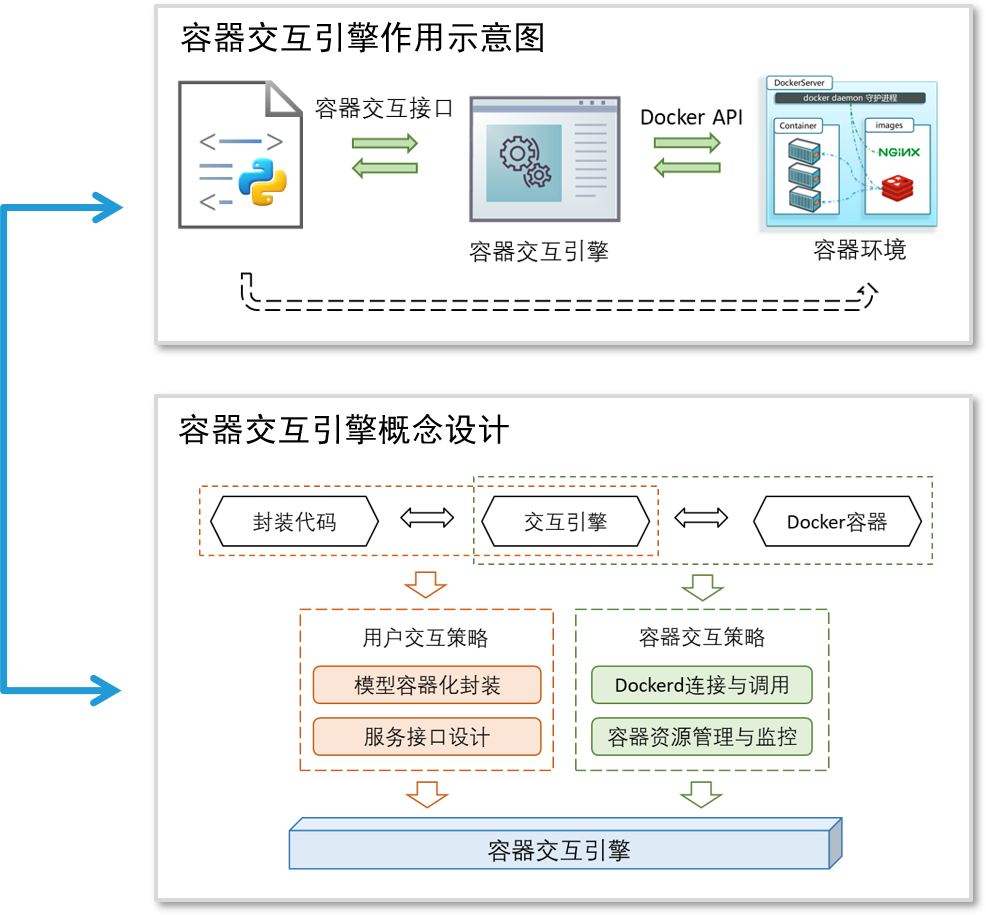 容器交互引擎作用示意图
容器交互接口
Docker API
DockerServer
docker daemon 守护进程
Container
images
NGINX
容器交互引擎
容器环境
容器交互引擎概念设计
封装代码
交互引擎
Docker容器
用户交互策略
模型容器化封装
服务接口设计
容器交互策略
Dockerd连接与调用
容器资源管理与监控
容器交互引擎